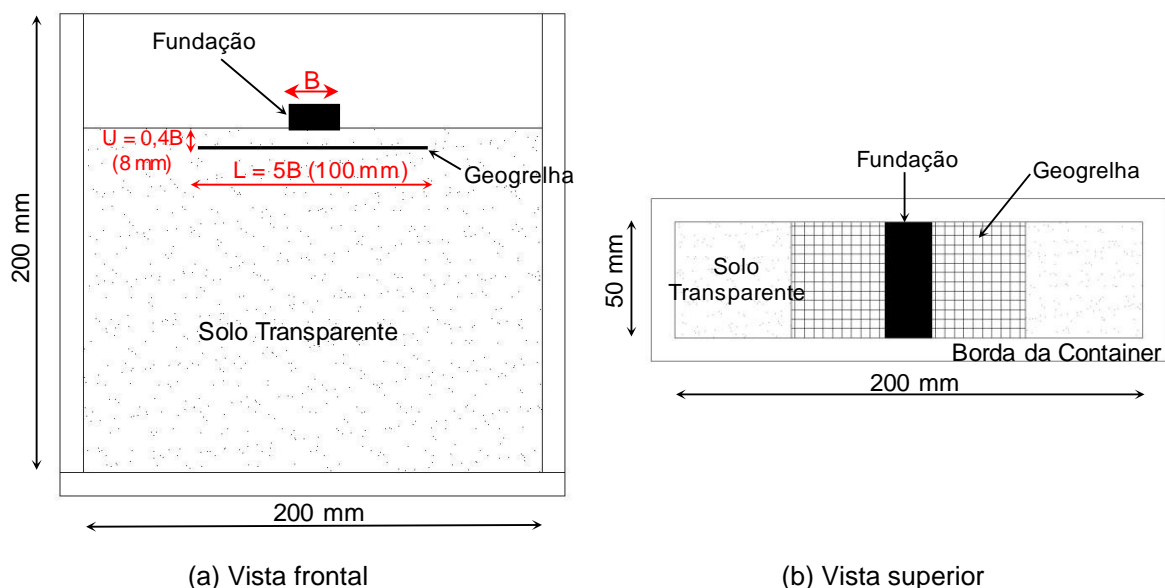 Fundação
B
U = 0,4B
(8 mm)
L = 5B (100 mm)
Geogrelha
200 mm
Solo Transparente
200 mm
(a) Vista frontal
Fundação
Geogrelha
50 mm
Solo
Transparente
Borda da Container
200 mm
(b) Vista superior